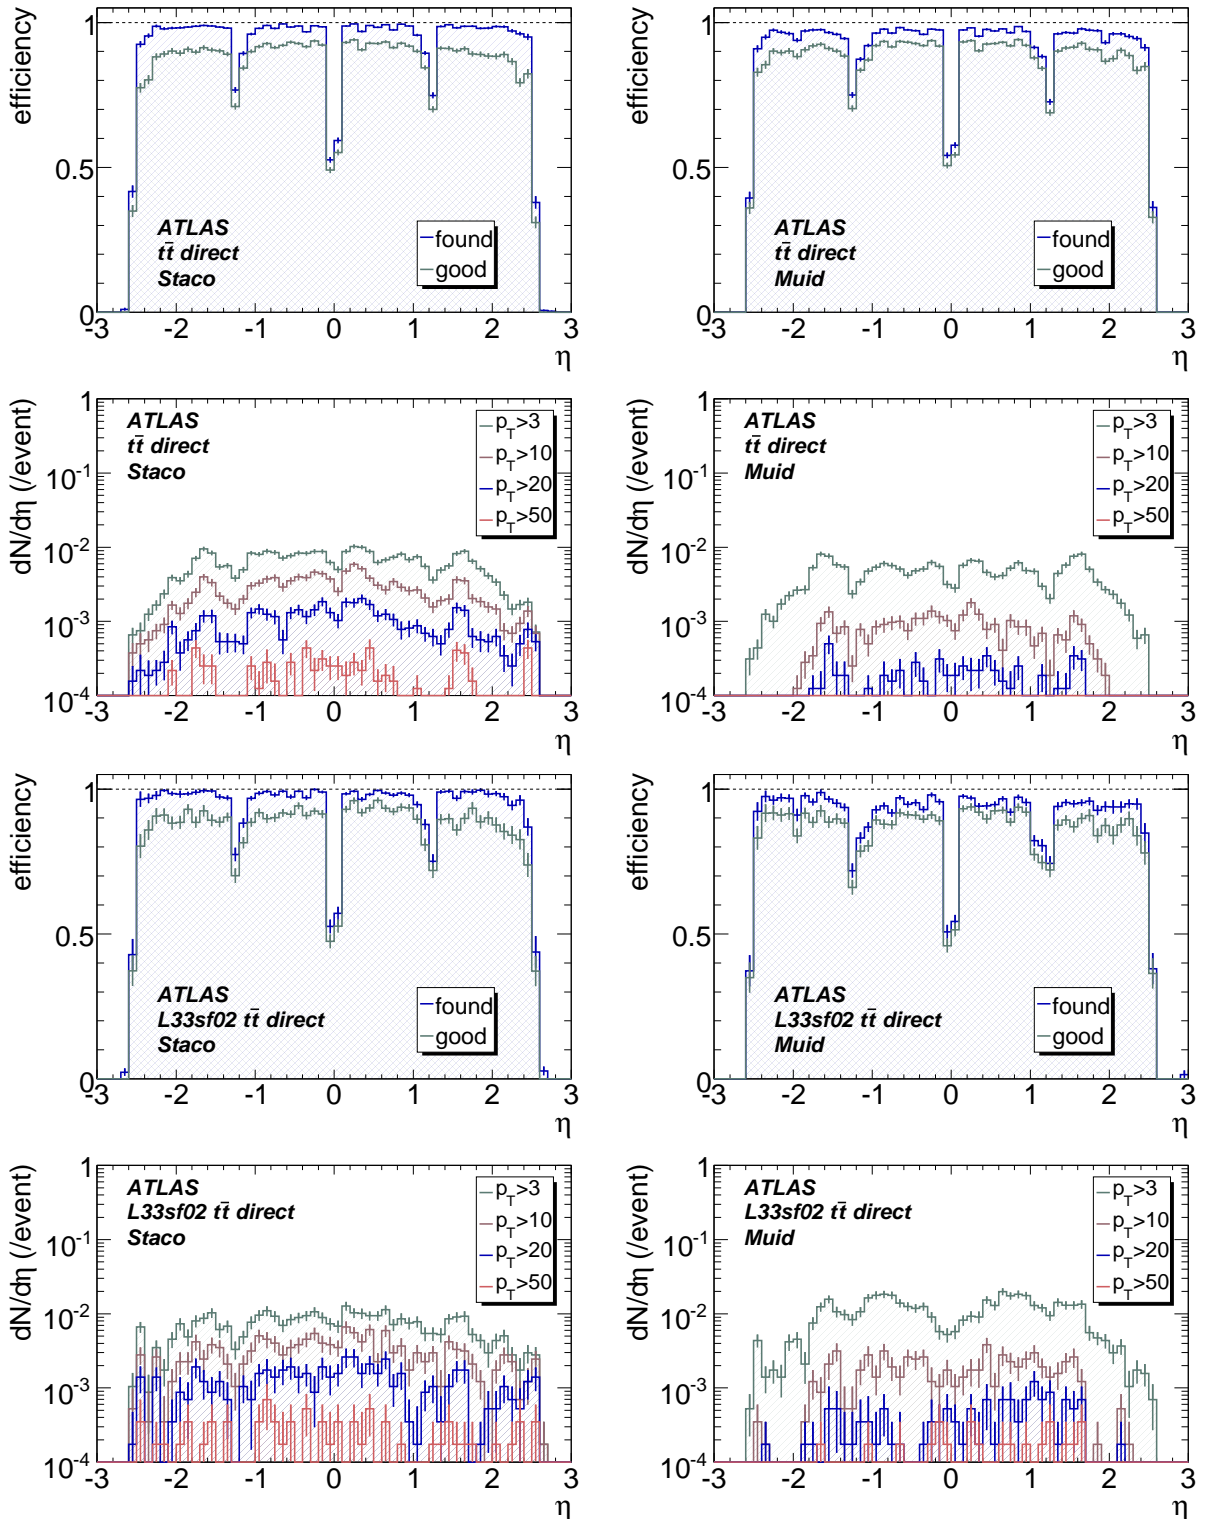 efficiency
1
0.5
0
ATLAS
tt̄ direct
Staco
found
good
-3 -2 -1 0 1 2 3
η
efficiency
1
0.5
0
ATLAS
tt̄ direct
Muid
found
good
-3 -2 -1 0 1 2 3
η
dN/dη (/event)
1
10⁻¹
10⁻²
10⁻³
10⁻⁴
ATLAS
tt̄ direct
Staco
p_T>3
p_T>10
p_T>20
p_T>50
-3 -2 -1 0 1 2 3
η
dN/dη (/event)
1
10⁻¹
10⁻²
10⁻³
10⁻⁴
ATLAS
tt̄ direct
Muid
p_T>3
p_T>10
p_T>20
p_T>50
-3 -2 -1 0 1 2 3
η
efficiency
1
0.5
0
ATLAS
L33sf02 tt̄ direct
Staco
found
good
-3 -2 -1 0 1 2 3
η
efficiency
1
0.5
0
ATLAS
L33sf02 tt̄ direct
Muid
found
good
-3 -2 -1 0 1 2 3
η
dN/dη (/event)
1
10⁻¹
10⁻²
10⁻³
10⁻⁴
ATLAS
L33sf02 tt̄ direct
Staco
p_T>3
p_T>10
p_T>20
p_T>50
-3 -2 -1 0 1 2 3
η
dN/dη (/event)
1
10⁻¹
10⁻²
10⁻³
10⁻⁴
ATLAS
L33sf02 tt̄ direct
Muid
p_T>3
p_T>10
p_T>20
p_T>50
-3 -2 -1 0 1 2 3
η